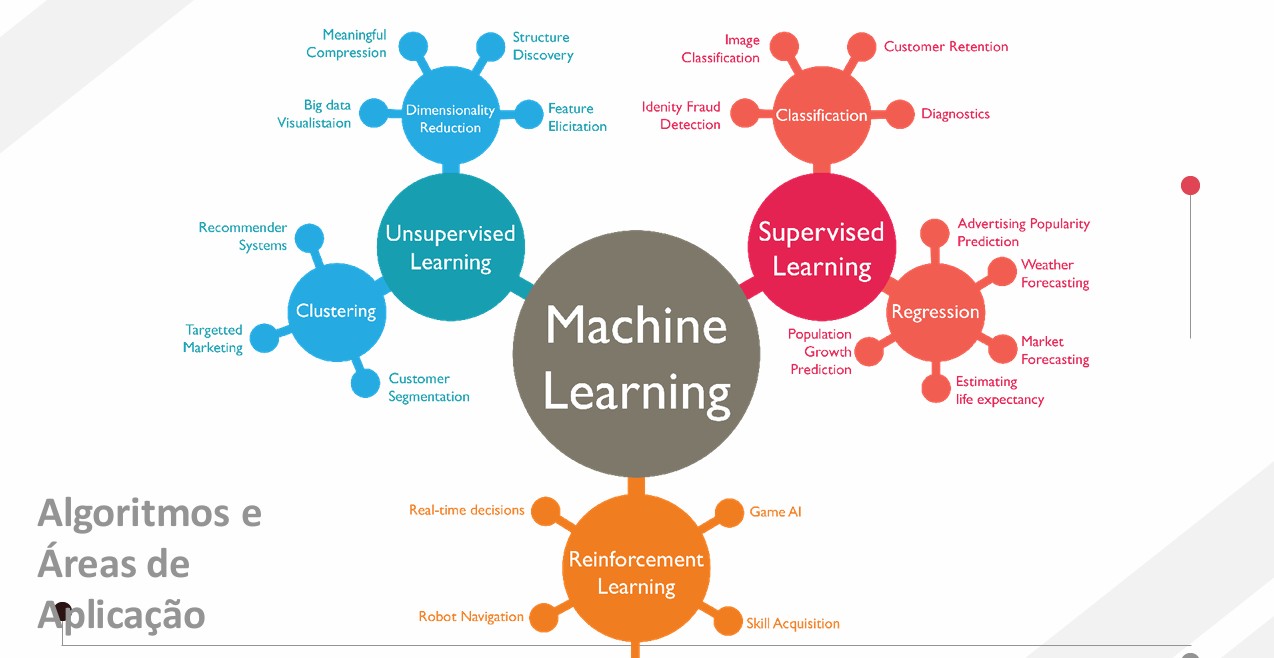 Meaningful
Compression
Structure
Discovery
Big data
Visualistaion
Dimensionality
Reduction
Feature
Elicitation
Image
Classification
Customer Retention
Idenity Fraud
Detection
Classification
Diagnostics
Recommender
Systems
Unsupervised
Learning
Clustering
Targetted
Marketing
Customer
Segmentation
Supervised
Learning
Advertising Popularity
Prediction
Weather
Forecasting
Regression
Population
Growth
Prediction
Market
Forecasting
Estimating
life expectancy
Machine
Learning
Real-time decisions
Game AI
Reinforcement
Learning
Robot Navigation
Skill Acquisition
Algoritmos e
Áreas de
Aplicação